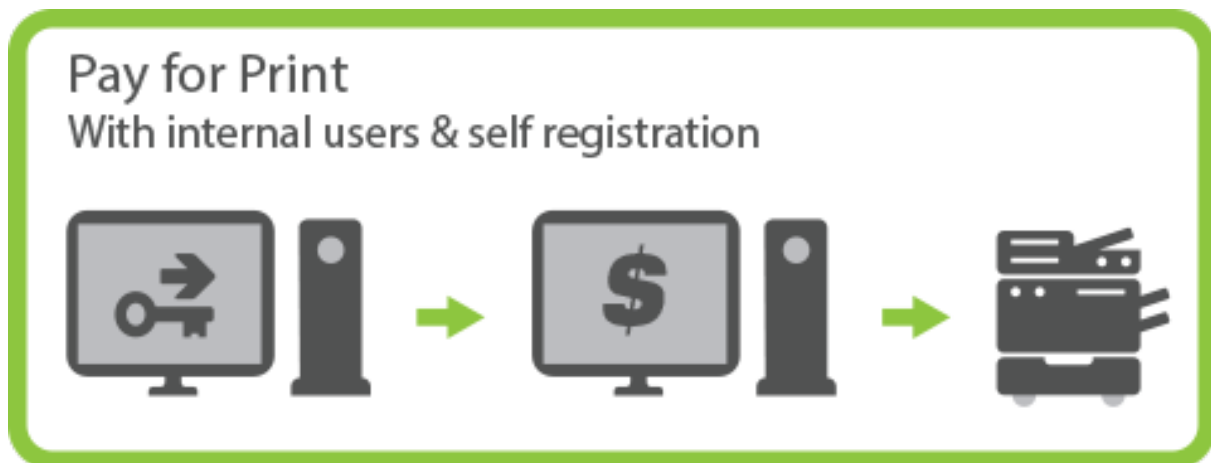 Pay for Print
With internal users & self registration
$